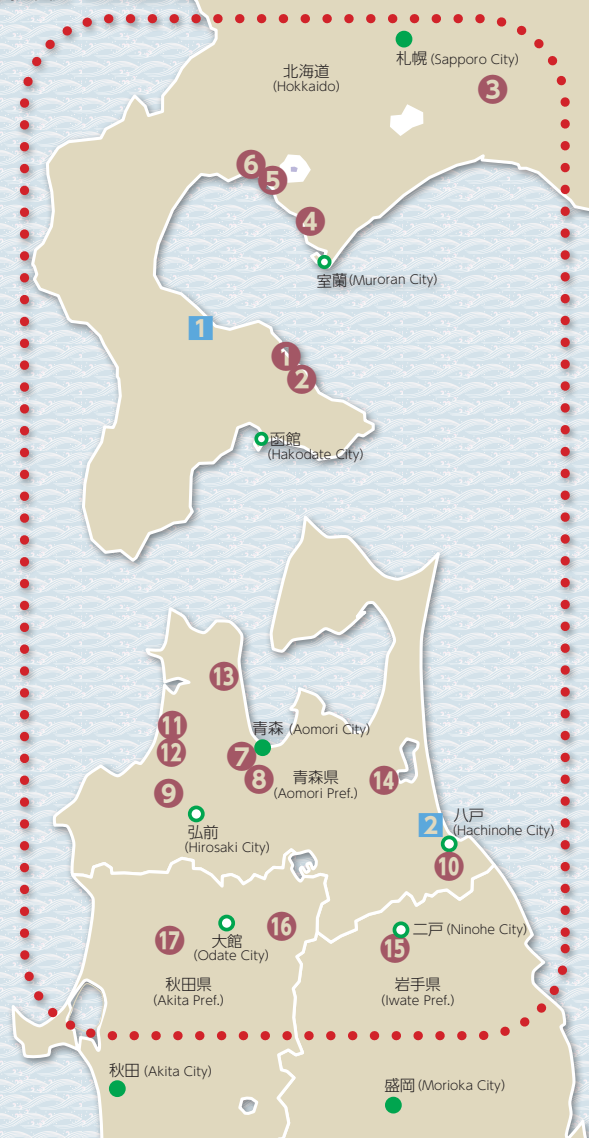 札幌 (Sapporo City)
北海道
(Hokkaido)
3
6
5
4
室蘭 (Muroran City)
1
1
2
函館
(Hakodate City)
13
11
青森 (Aomori City)
12
7
8
青森県
(Aomori Pref.)
14
9
弘前
(Hirosaki City)
2
八戸
(Hachinohe City)
10
16
17
大館
(Odate City)
二戸 (Ninohe City)
15
秋田県
(Akita Pref.)
岩手県
(Iwate Pref.)
秋田 (Akita City)
盛岡 (Morioka City)